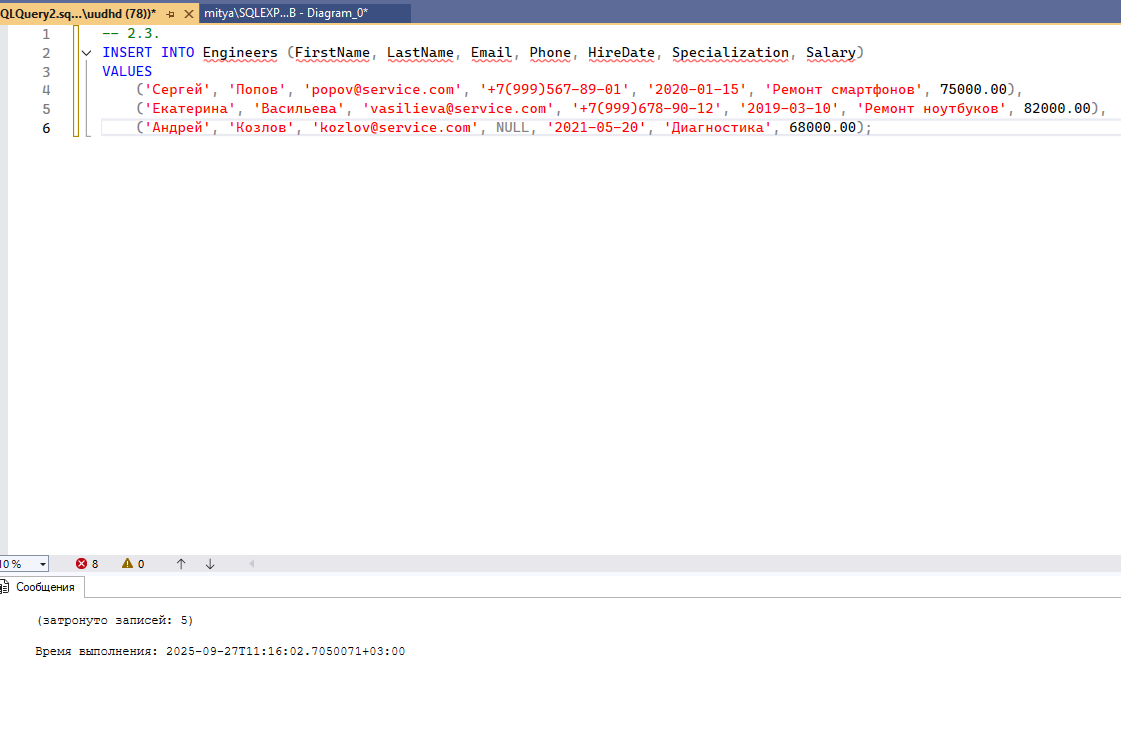 QLQuery2.sq...\uudhd (78))* mitya\SQLEXP...B - Diagram_0*
1 -- 2.3.
2 INSERT INTO Engineers (FirstName, LastName, Email, Phone, HireDate, Specialization, Salary)
3 VALUES
4 ('Сергей', 'Попов', 'popov@service.com', '+7(999)567-89-01', '2020-01-15', 'Ремонт смартфонов', 75000.00),
5 ('Екатерина', 'Васильева', 'vasilieva@service.com', '+7(999)678-90-12', '2019-03-10', 'Ремонт ноутбуков', 82000.00),
6 ('Андрей', 'Козлов', 'kozlov@service.com', NULL, '2021-05-20', 'Диагностика', 68000.00);
10 % 8 0
Сообщения
(затронуто записей: 5)
Время выполнения: 2025-09-27T11:16:02.7050071+03:00